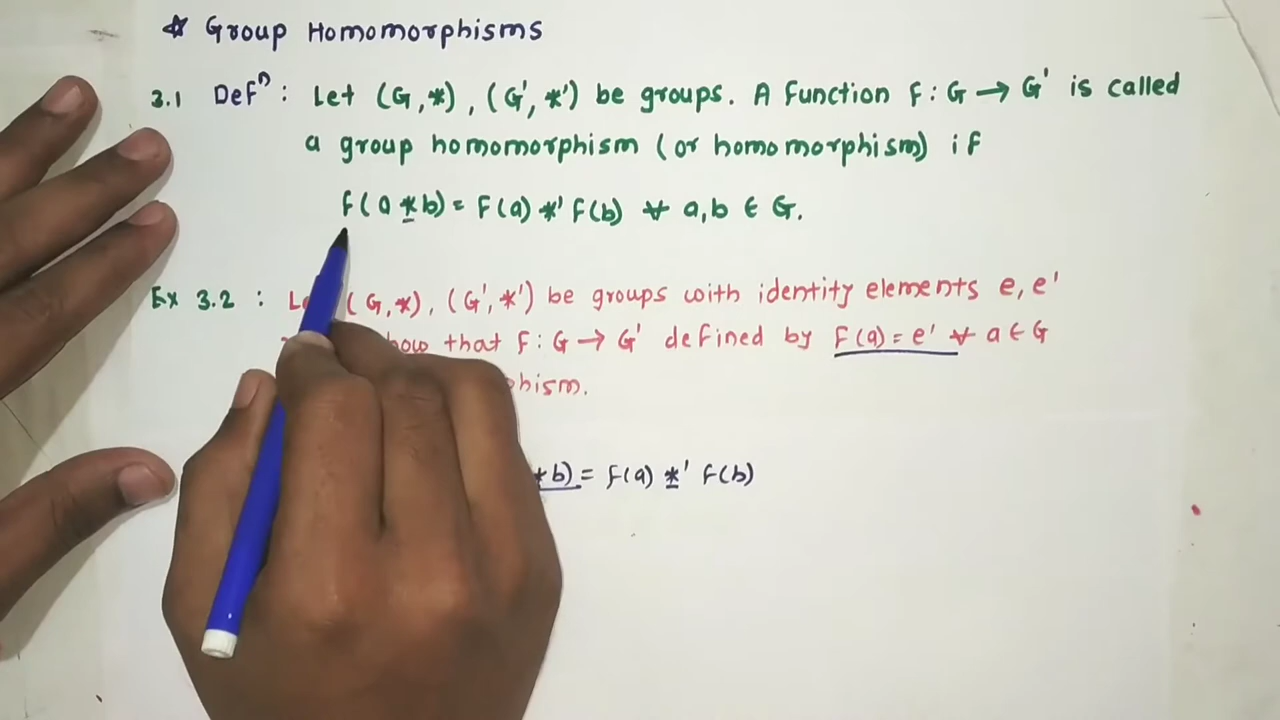 * Group Homomorphisms
3.1 Defⁿ : Let (G,*), (G',*') be groups. A function f : G → G' is called
a group homomorphism (or homomorphism) if
f(a * b) = f(a) *' f(b) ∀ a,b ∈ G.
Ex 3.2 : (G,*), (G',*') be groups with identity elements e, e'
that f : G → G' defined by f(a) = e' ∀ a ∈ G
* b) = f(a) *' f(b)